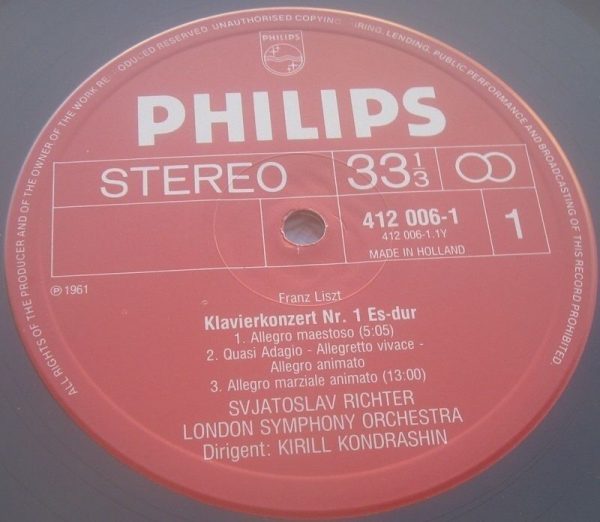 ALL RIGHTS OF THE PRODUCER AND OF THE OWNER OF THE WORK REPRODUCED RESERVED. UNAUTHORISED COPYING, HIRING, LENDING, PUBLIC PERFORMANCE AND BROADCASTING OF THIS RECORD PROHIBITED.
PHILIPS
PHILIPS
STEREO
33 1/3
412 006-1
412 006-1.1Y
MADE IN HOLLAND
1
℗ 1961
Franz Liszt
Klavierkonzert Nr. 1 Es-dur
1. Allegro maestoso (5:05)
2. Quasi Adagio - Allegretto vivace -
Allegro animato
3. Allegro marziale animato (13:00)
SVJATOSLAV RICHTER
LONDON SYMPHONY ORCHESTRA
Dirigent: KIRILL KONDRASHIN